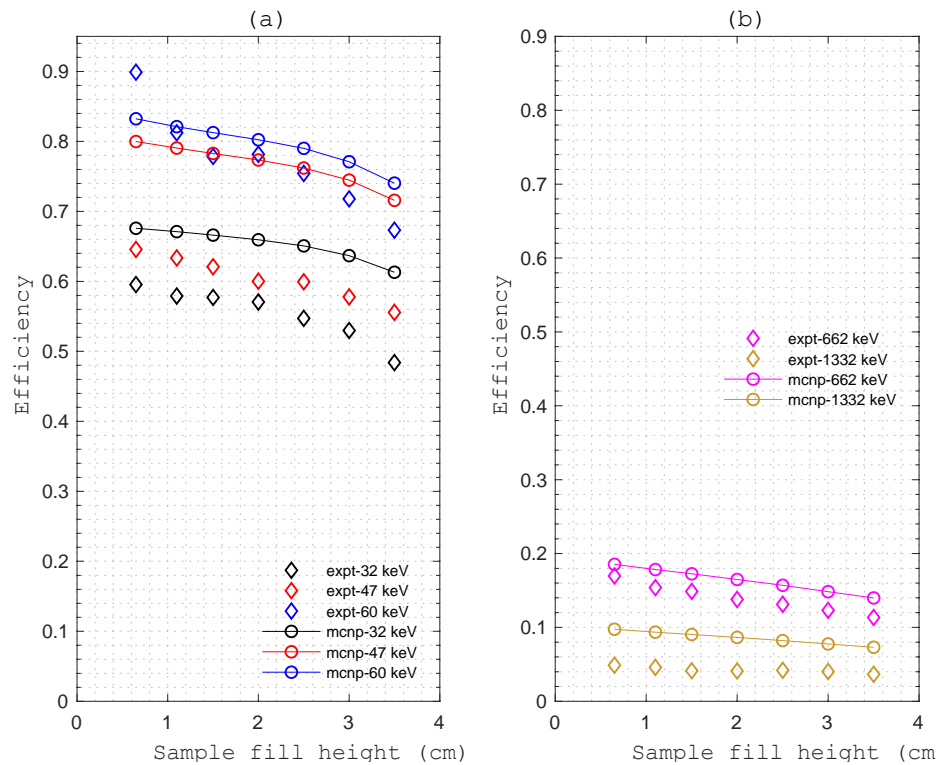 (a)
0.9
0.8
0.7
0.6
0.5
0.4
0.3
0.2
0.1
0
0
1
2
3
4
Efficiency
Sample fill height (cm)
expt-32 keV
expt-47 keV
expt-60 keV
mcnp-32 keV
mcnp-47 keV
mcnp-60 keV
(b)
0.9
0.8
0.7
0.6
0.5
0.4
0.3
0.2
0.1
0
0
1
2
3
4
Efficiency
Sample fill height (cm
expt-662 keV
expt-1332 keV
mcnp-662 keV
mcnp-1332 keV